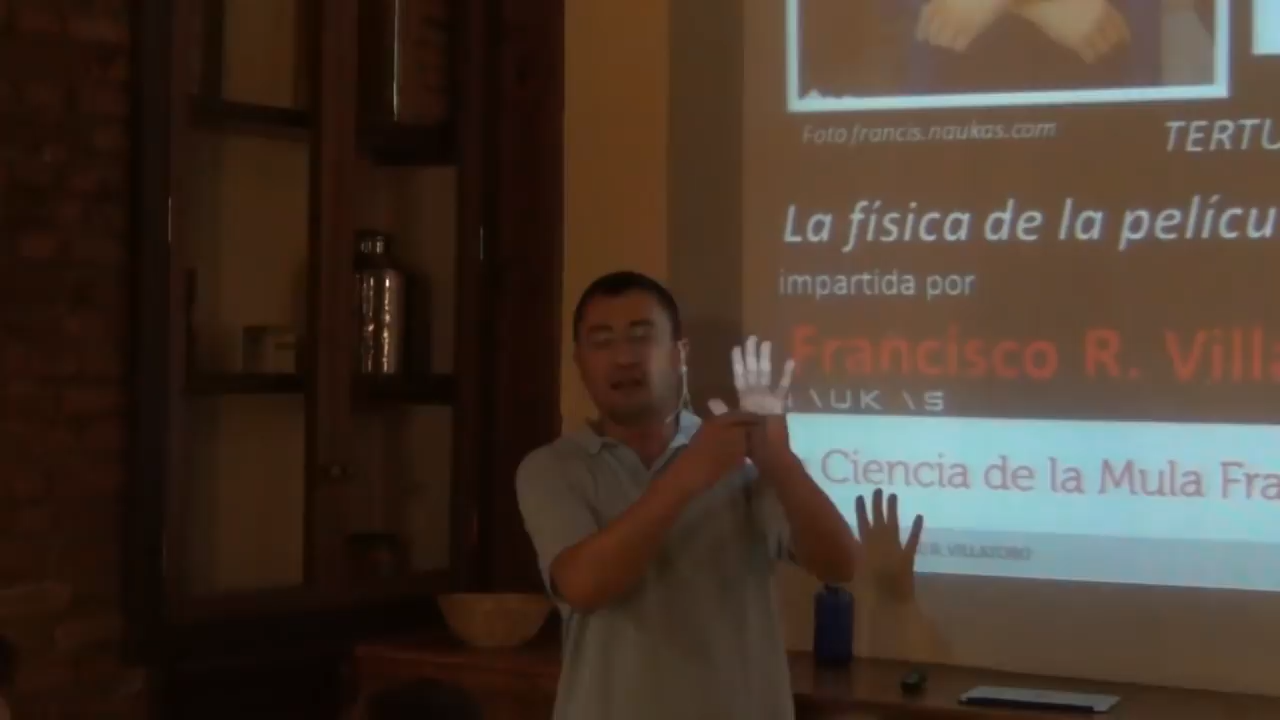 Foto francis.naukas.com
TERTU
La física de la pelícu
impartida por
Francisco R. Villa
Ciencia de la Mula Fra
R. VILLATORO